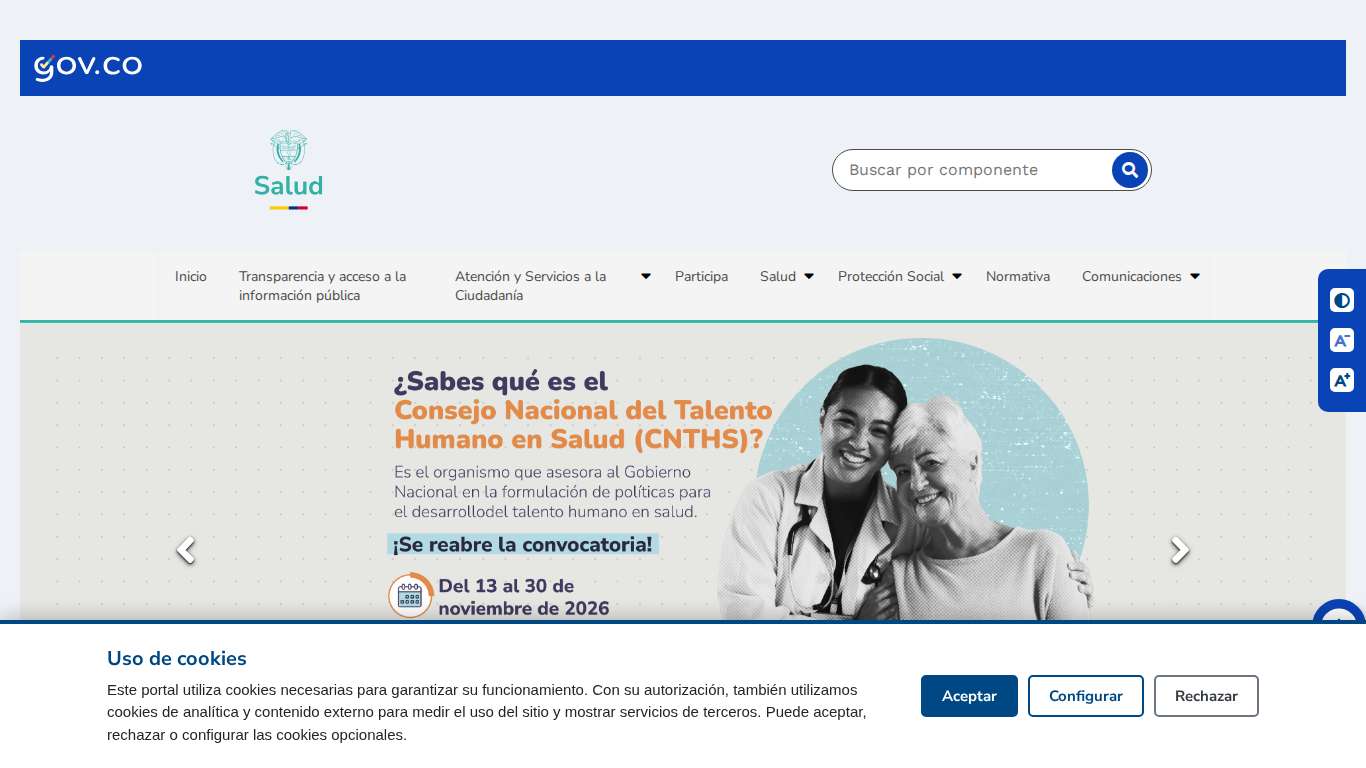 GOV.CO
Salud
Buscar por componente
Inicio
Transparencia y acceso a la
información pública
Atención y Servicios a la
Ciudadanía
Participa
Salud
Protección Social
Normativa
Comunicaciones
A-
A+
¿Sabes qué es el
Consejo Nacional del Talento
Humano en Salud (CNTHS)?
Es el organismo que asesora al Gobierno
Nacional en la formulación de políticas para
el desarrollodel talento humano en salud.
¡Se reabre la convocatoria!
Del 13 al 30 de
noviembre de 2026
Uso de cookies
Este portal utiliza cookies necesarias para garantizar su funcionamiento. Con su autorización, también utilizamos
cookies de analítica y contenido externo para medir el uso del sitio y mostrar servicios de terceros. Puede aceptar,
rechazar o configurar las cookies opcionales.
Aceptar
Configurar
Rechazar